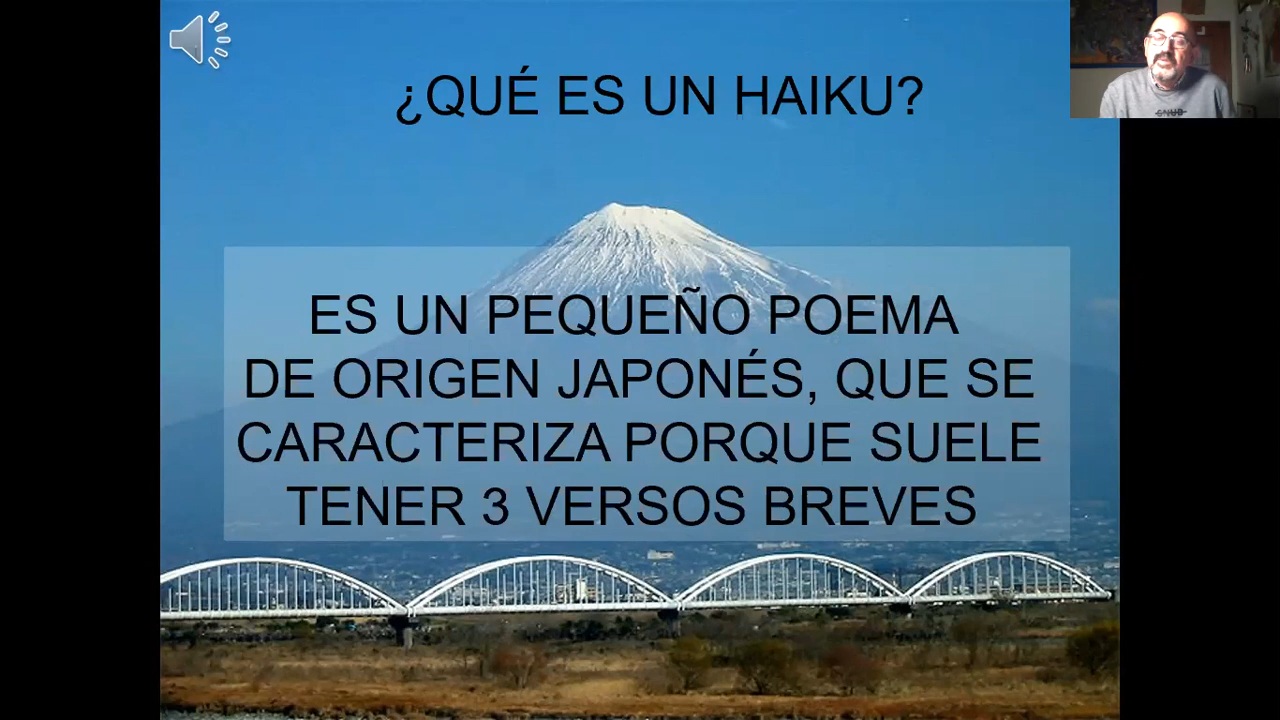 ¿QUÉ ES UN HAIKU?
ES UN PEQUEÑO POEMA
DE ORIGEN JAPONÉS, QUE SE
CARACTERIZA PORQUE SUELE
TENER 3 VERSOS BREVES